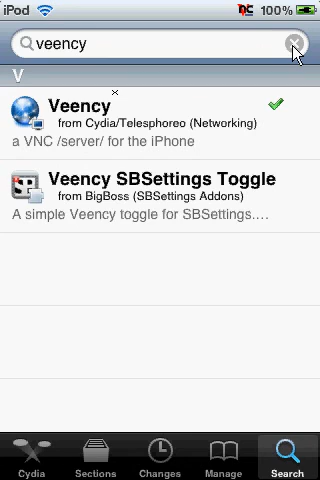 iPod 100%
veency
V
Veency
from Cydia/Telesphoreo (Networking)
a VNC /server/ for the iPhone
Veency SBSettings Toggle
from BigBoss (SBSettings Addons)
A simple Veency toggle for SBSettings....
Cydia Sections Changes Manage Search